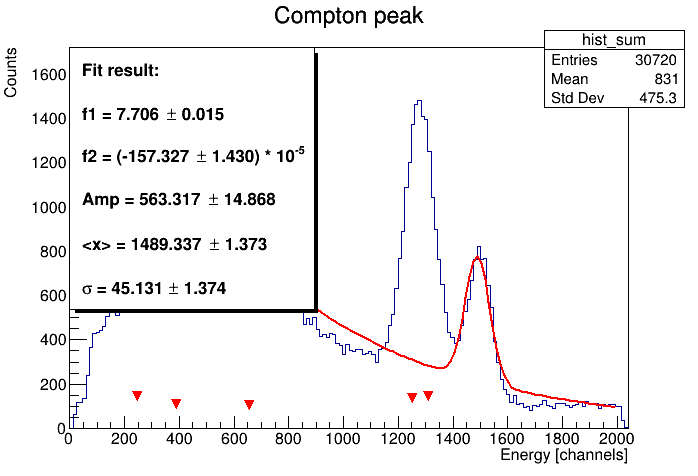 Compton peak
hist_sum
Entries 30720
Mean 831
Std Dev 475.3
Counts
1600
1400
1200
1000
800
600
400
200
0
Fit result:
f1 = 7.706 ± 0.015
f2 = (-157.327 ± 1.430) * 10^-5
Amp = 563.317 ± 14.868
<x> = 1489.337 ± 1.373
σ = 45.131 ± 1.374
0 200 400 600 800 1000 1200 1400 1600 1800 2000
Energy [channels]